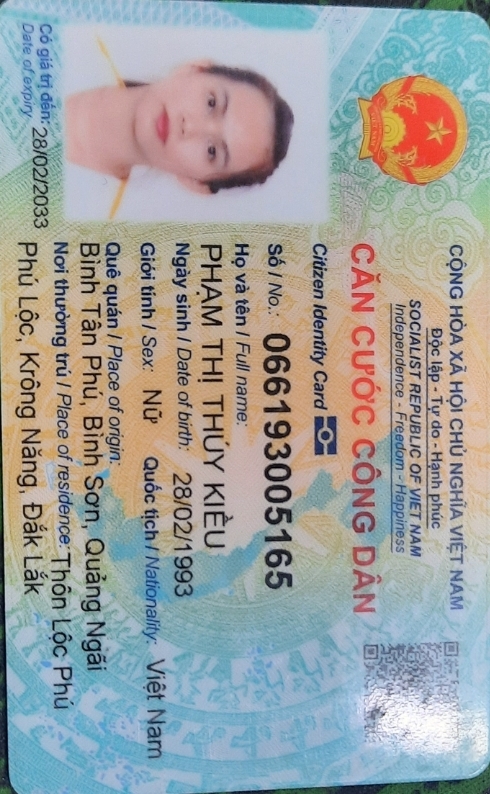 CỘNG HÒA XÃ HỘI CHỦ NGHĨA VIỆT NAM
Độc lập - Tự do - Hạnh phúc
SOCIALIST REPUBLIC OF VIET NAM
Independence - Freedom - Happiness
CĂN CƯỚC CÔNG DÂN
Citizen Identity Card
Số / No.: 066193005165
Họ và tên / Full name:
PHẠM THỊ THÚY KIỀU
Ngày sinh / Date of birth: 28/02/1993
Giới tính / Sex: Nữ Quốc tịch / Nationality: Việt Nam
Quê quán / Place of origin:
Bình Tân Phú, Bình Sơn, Quảng Ngãi
Nơi thường trú / Place of residence: Thôn Lộc Phú
Phú Lộc, Krông Năng, Đắk Lắk
Có giá trị đến: 28/02/2033
Date of expiry